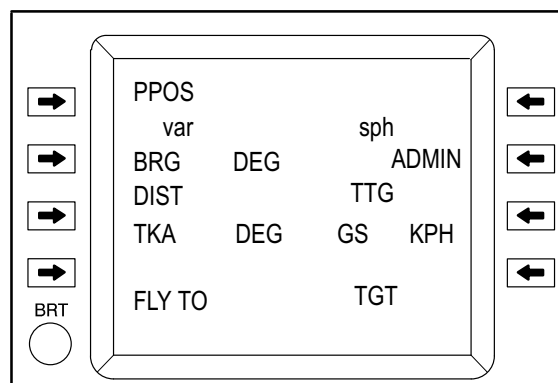 PPOS
var sph
BRG DEG ADMIN
DIST TTG
TKA DEG GS KPH
FLY TO TGT
BRT